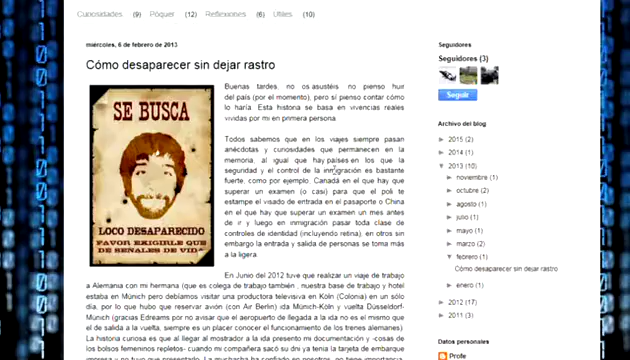 Curiosidades (9) Póquer (12) Reflexiones (6) Utiles (10)
miércoles, 6 de febrero de 2013
Cómo desaparecer sin dejar rastro
SE BUSCA
LOCO DESAPARECIDO
FAVOR EXIGIRLE QUE
DE SEÑALES DE VIDA
Buenas tardes, no os asustéis no pienso huir
del país (por el momento), pero sí pienso contar cómo
lo haría. Esta historia se basa en vivencias reales
vividas por mi en primera persona.
Todos sabemos que en los viajes siempre pasan
anécdotas y curiosidades que permanecen en la
memoria, al igual que hay países en los que la
seguridad y el control de la inmigración es bastante
fuerte, como por ejemplo, Canadá en el que hay que
superar un examen (o casi) para que el poli te
estampe el visado de entrada en el pasaporte o China
en el que hay que superar un examen un mes antes
de ir y luego en inmigración pasar toda clase de
controles de identidad (incluyendo retina), en otros sin
embargo la entrada y salida de personas se toma más
a la ligera.
En Junio del 2012 tuve que realizar un viaje de trabajo
a Alemania con mi hermana (que es colega de trabajo también , nuestra base de trabajo y hotel
estaba en Múnich pero debíamos visitar una productora televisiva en Köln (Colonia) en un sólo
día, por lo que hubo que reservar avión (con Air Berlin) ida Múnich-Köln y vuelta Düsseldorf-
Múnich (gracias Edreams por no avisar que el aeropuerto de llegada a la ida no es el mismo que
el de salida a la vuelta, siempre es un placer conocer el funcionamiento de los trenes alemanes).
La historia curiosa es que al llegar al mostrador a la ida presento mi documentación y -cosas de
los bolsos femeninos repletos- cuando mi compañera sacó su dni ya tenía la tarjeta de embarque
Seguidores
Seguidores (3)
Seguir
Archivo del blog
► 2015 (2)
► 2014 (1)
▼ 2013 (10)
► noviembre (1)
► octubre (2)
► agosto (1)
► julio (1)
► mayo (1)
► marzo (2)
▼ febrero (1)
Cómo desaparecer sin dejar rastro
► enero (1)
► 2012 (17)
► 2011 (3)
Datos personales
Profe